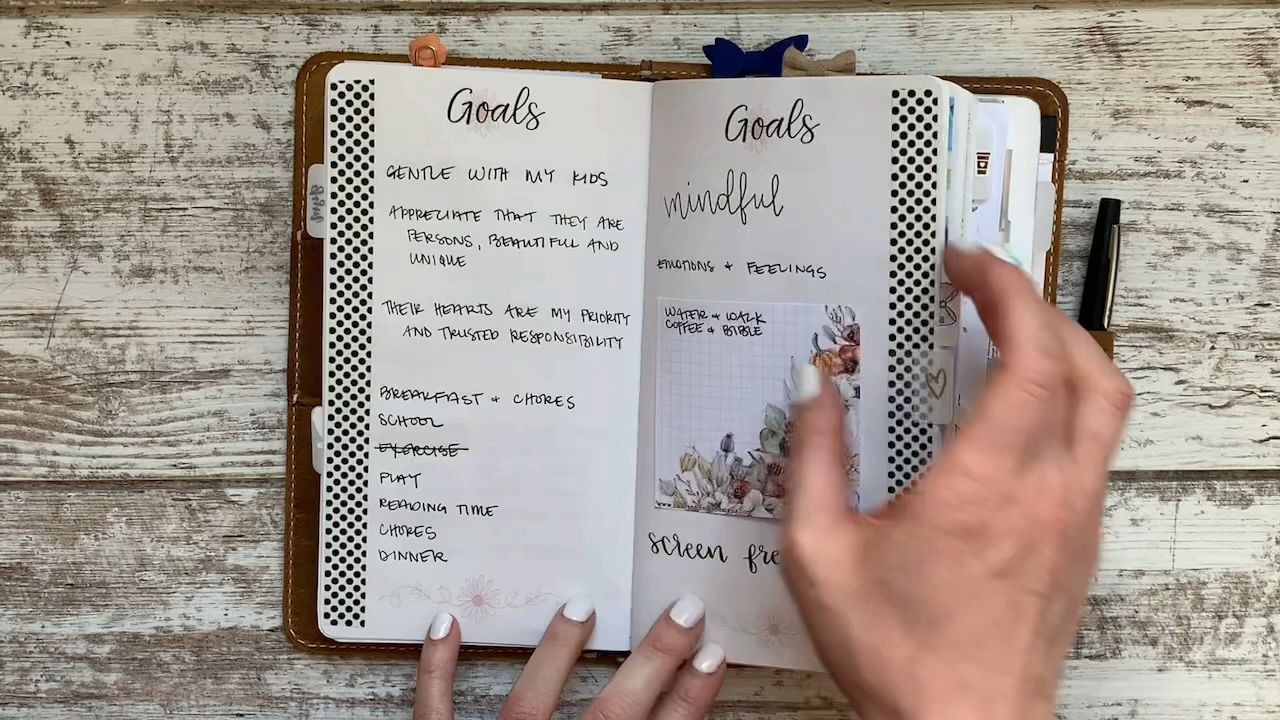 Goals
GENTLE WITH MY KIDS
APPRECIATE THAT THEY ARE
PERSONS, BEAUTIFUL AND
UNIQUE
THEIR HEARTS ARE MY PRIORITY
AND TRUSTED RESPONSIBILITY
BREAKFAST & CHORES
SCHOOL
EXERCISE
PLAY
READING TIME
CHORES
DINNER
Goals
mindful
EMOTIONS & FEELINGS
WATER & WALK
COFFEE & BIBLE
screen fre